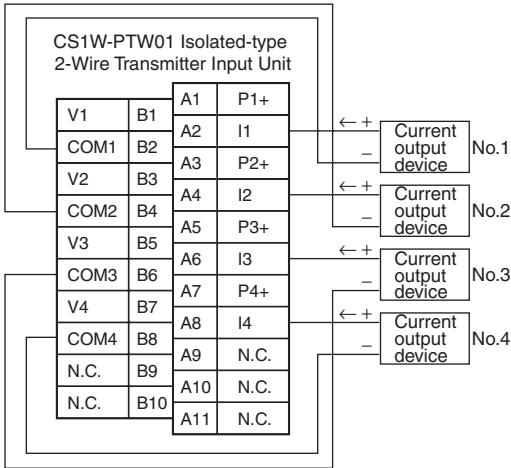 CS1W-PTW01 Isolated-type
2-Wire Transmitter Input Unit
A1 P1+
V1 B1
A2 I1
COM1 B2
A3 P2+
V2 B3
A4 I2
COM2 B4
A5 P3+
V3 B5
A6 I3
COM3 B6
A7 P4+
V4 B7
A8 I4
COM4 B8
A9 N.C.
N.C. B9
A10 N.C.
N.C. B10
A11 N.C.
← +
−
Current
output
device
No.1
← +
−
Current
output
device
No.2
← +
−
Current
output
device
No.3
← +
−
Current
output
device
No.4